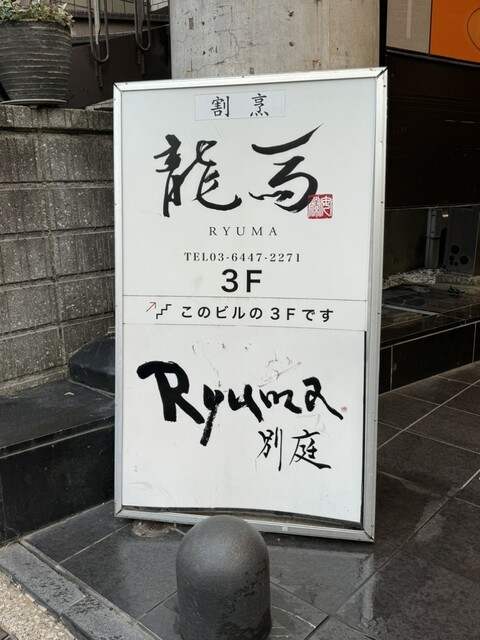 割烹
龍馬
RYUMA
TEL03-6447-2271
3F
このビルの3Fです
Ryuma
別庭